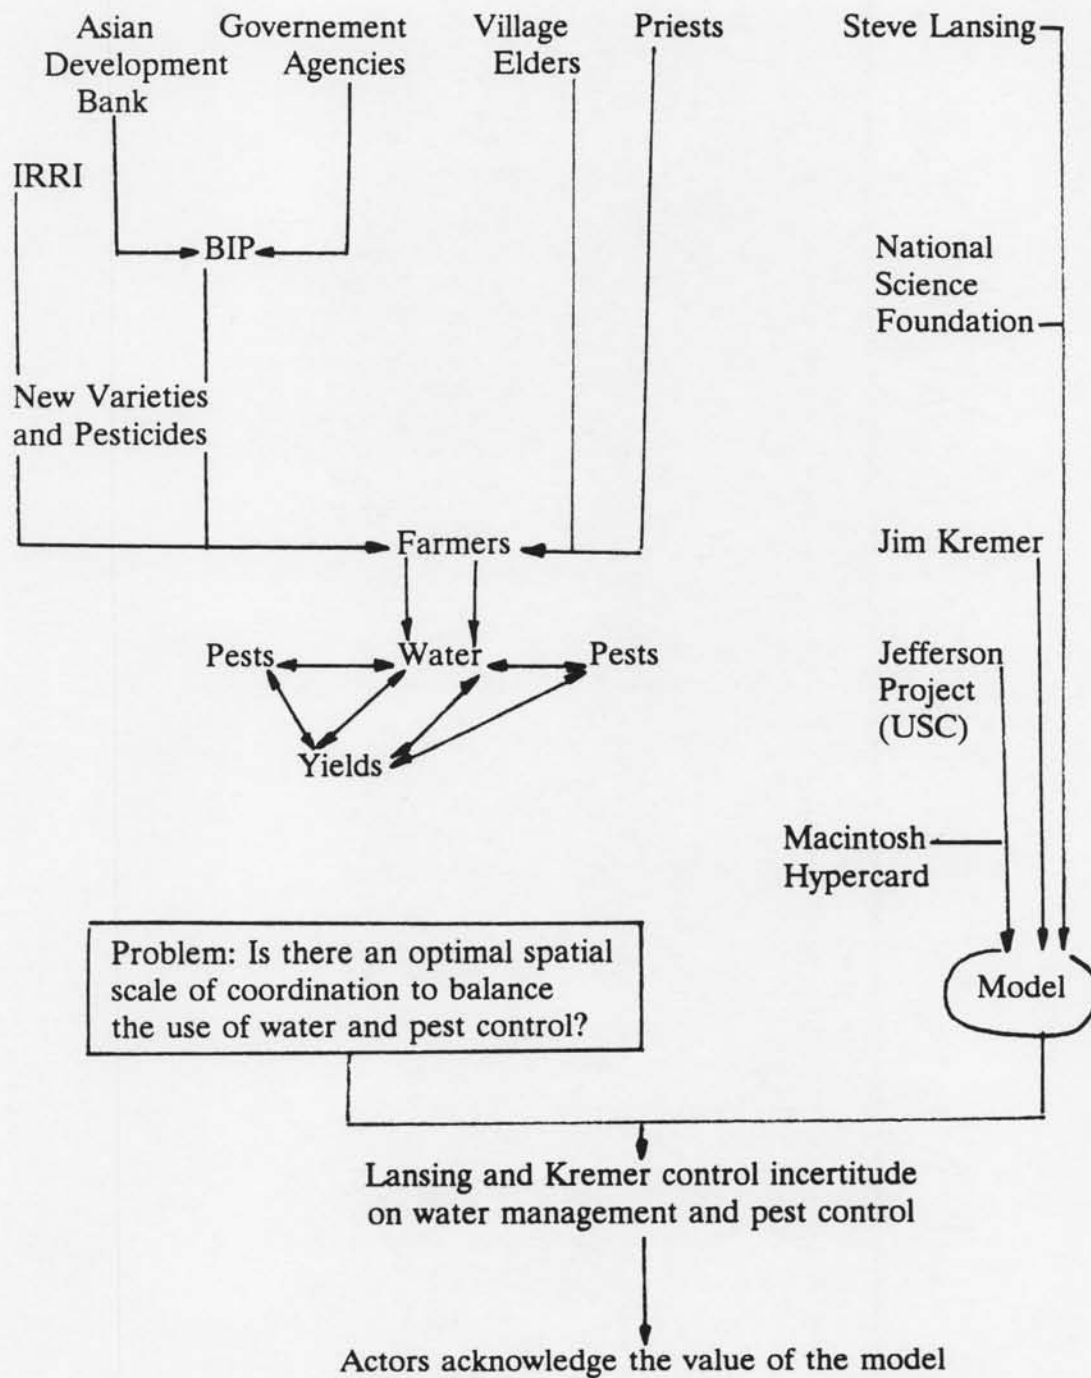 Asian
Development
Bank
Governement
Agencies
Village
Elders
Priests
Steve Lansing
IRRI
BIP
National
Science
Foundation
New Varieties
and Pesticides
Farmers
Jim Kremer
Pests
Water
Pests
Jefferson
Project
(USC)
Yields
Macintosh
Hypercard
Problem: Is there an optimal spatial
scale of coordination to balance
the use of water and pest control?
Model
Lansing and Kremer control incertitude
on water management and pest control
Actors acknowledge the value of the model